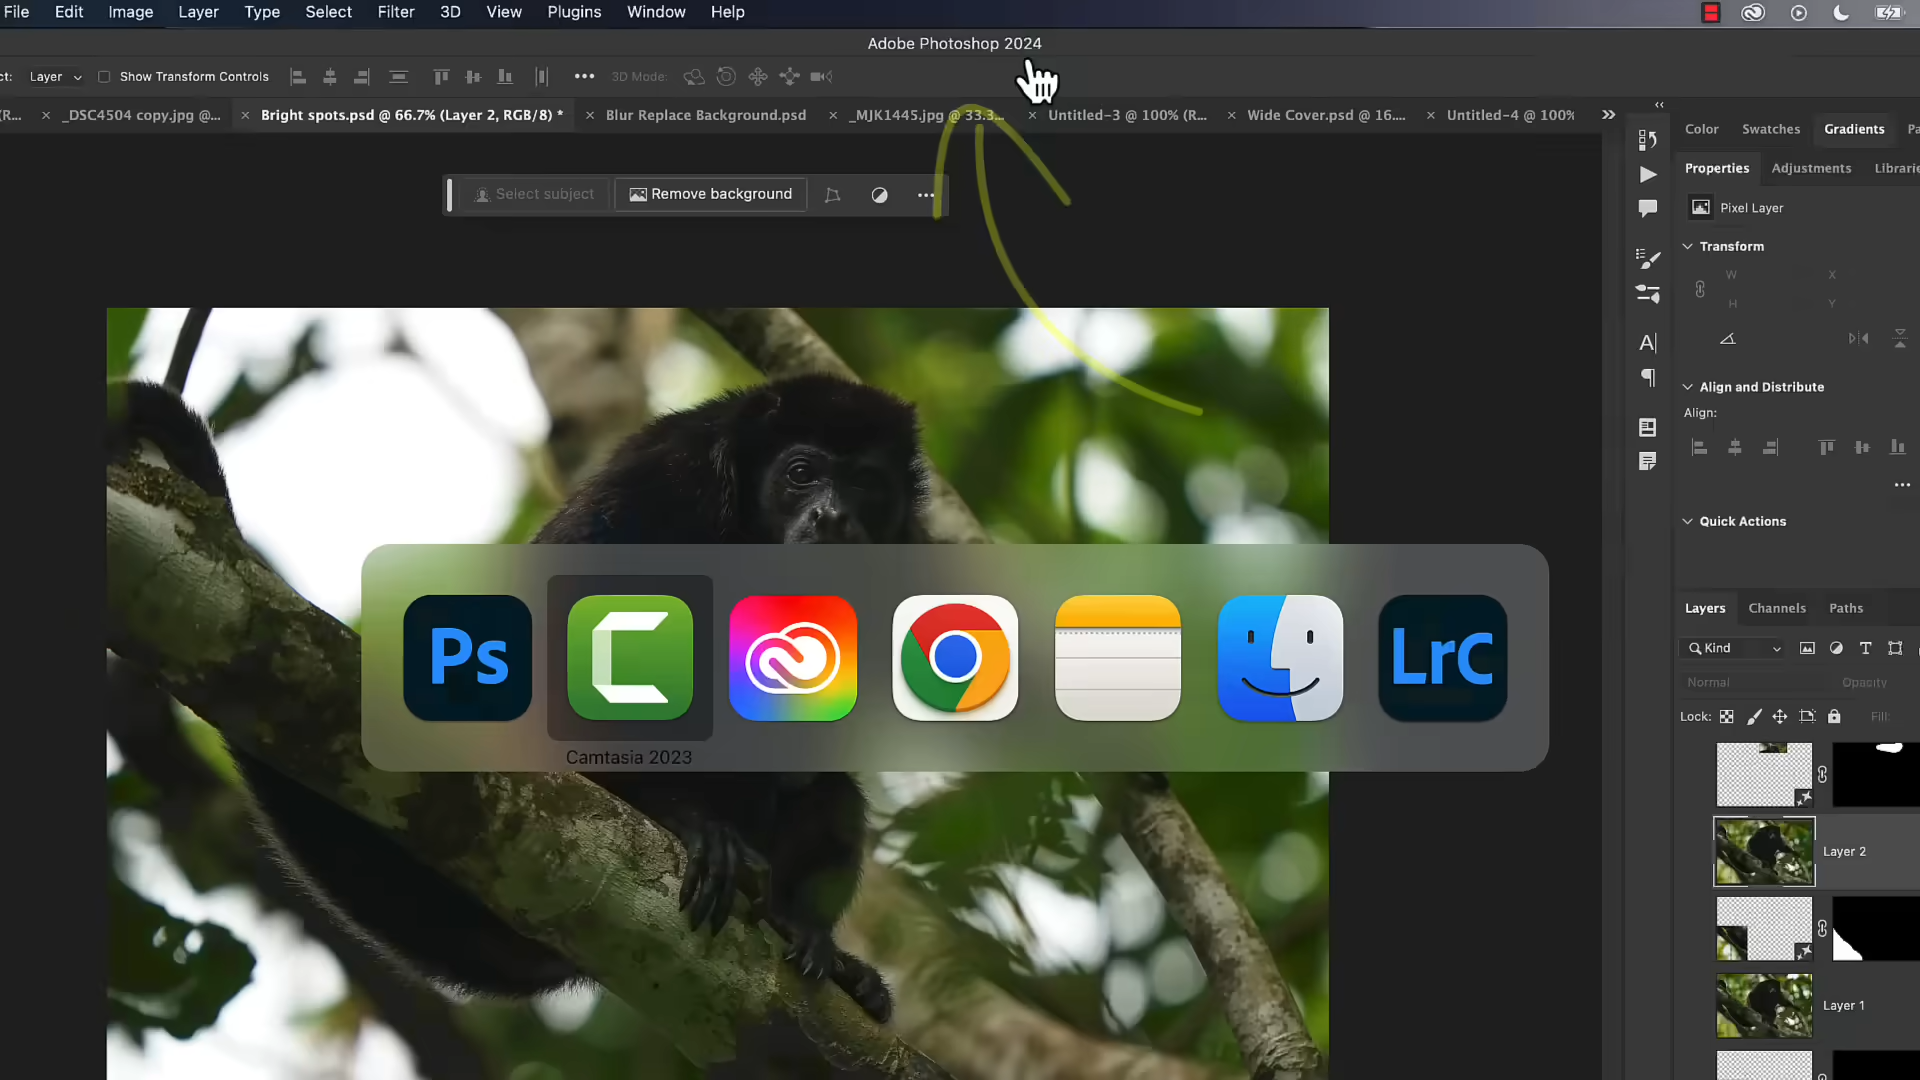 File Edit Image Layer Type Select Filter 3D View Plugins Window Help
Adobe Photoshop 2024
ct: Layer Show Transform Controls 3D Mode:
(R... _DSC4504 copy.jpg @... Bright spots.psd @ 66.7% (Layer 2, RGB/8) * Blur Replace Background.psd _MJK1445.jpg @ 33.3... Untitled-3 @ 100% (R... Wide Cover.psd @ 16.... Untitled-4 @ 100%
Color Swatches Gradients Pa
Select subject Remove background
Properties Adjustments Librarie
Pixel Layer
Transform
W X
H Y
Align and Distribute
Align:
Quick Actions
Ps LrC
Camtasia 2023
Layers Channels Paths
Kind T
Normal Opacity
Lock: Fill:
Layer 2
Layer 1